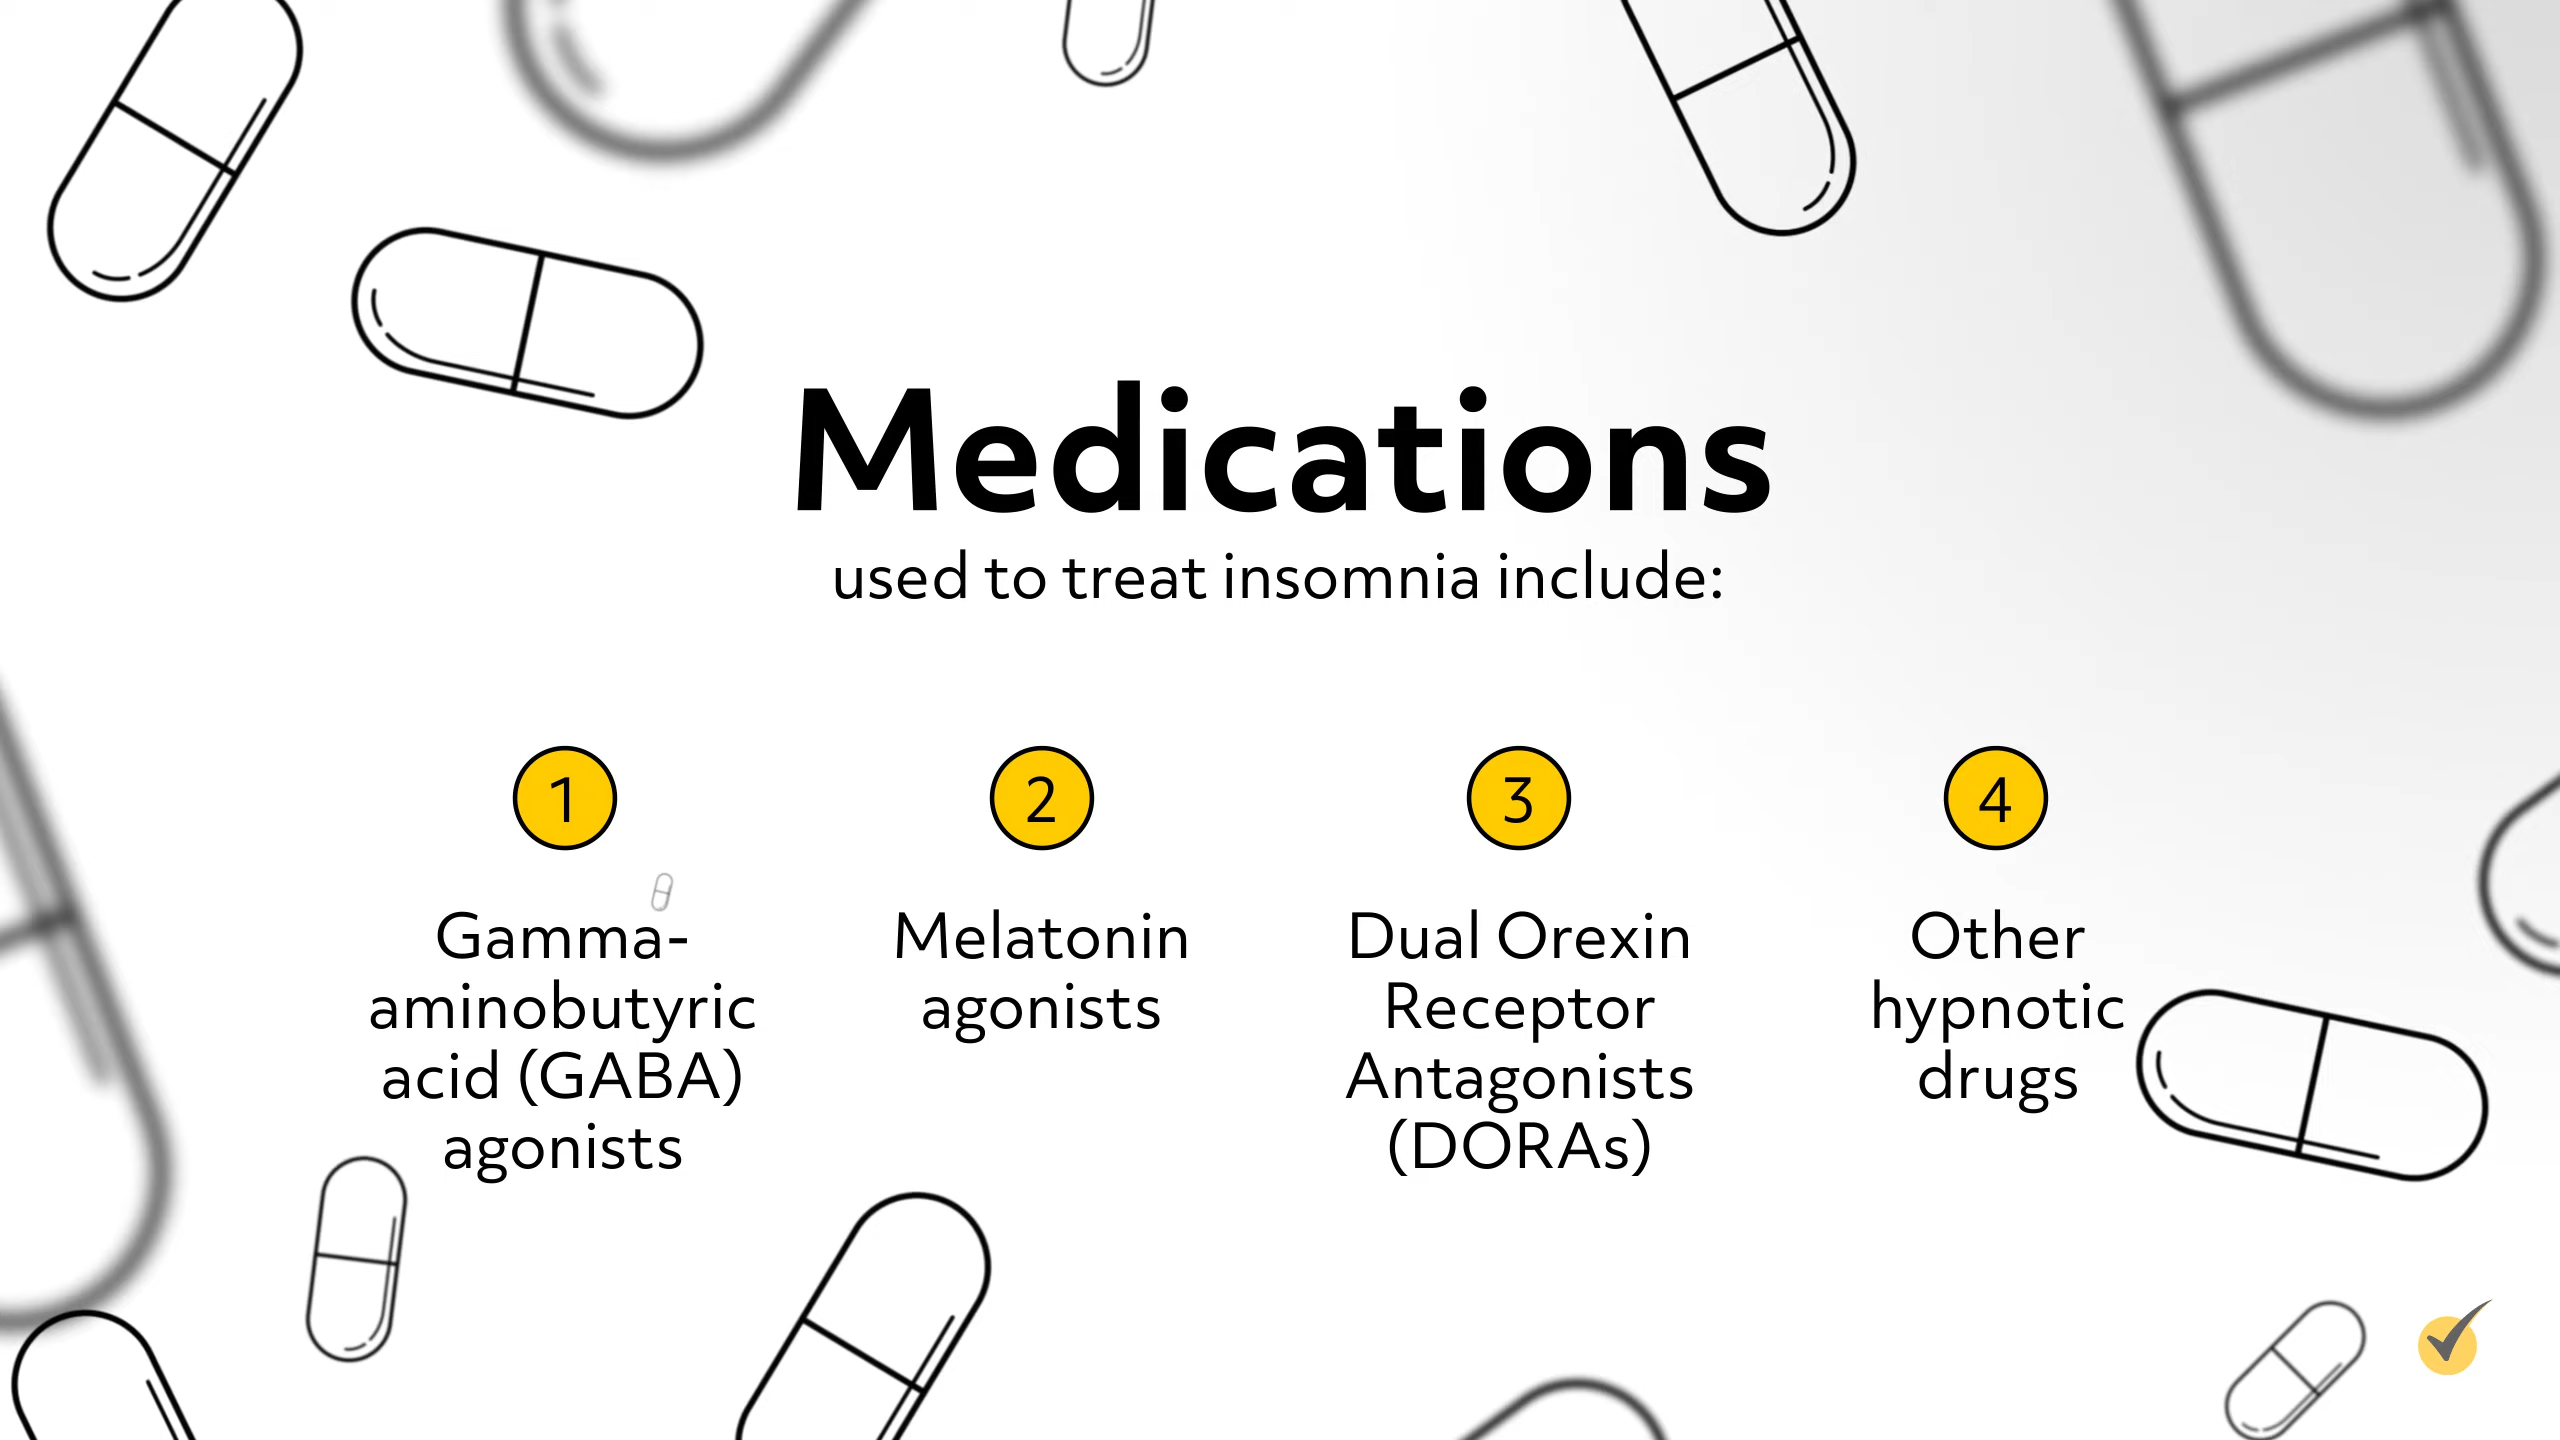 Medications
used to treat insomnia include:
1
Gamma-
aminobutyric
acid (GABA)
agonists
2
Melatonin
agonists
3
Dual Orexin
Receptor
Antagonists
(DORAs)
4
Other
hypnotic
drugs